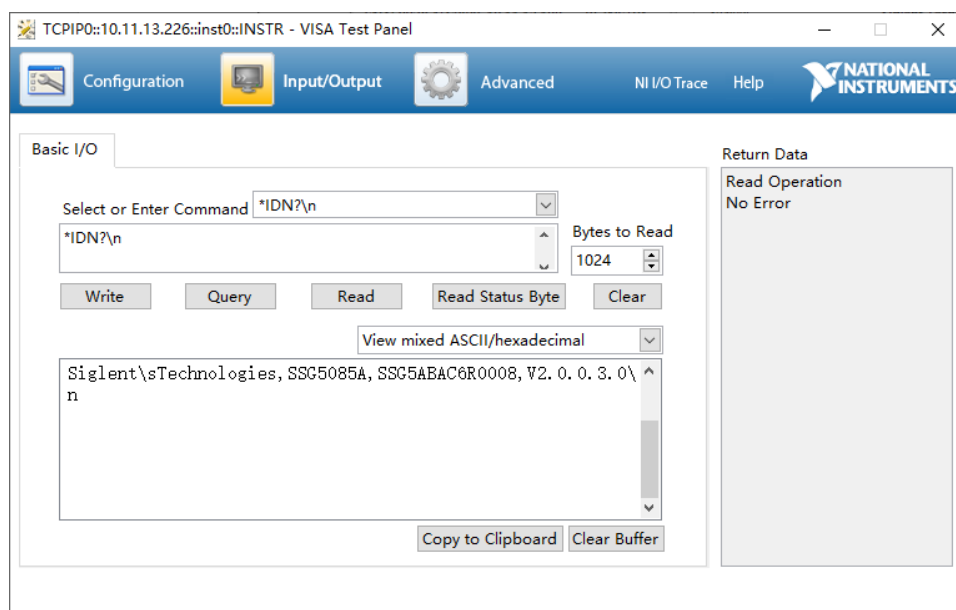 TCPIP0::10.11.13.226::inst0::INSTR - VISA Test Panel
Configuration
Input/Output
Advanced
NI I/O Trace
Help
NATIONAL
INSTRUMENTS
Basic I/O
Return Data
Read Operation
No Error
Select or Enter Command
*IDN?\n
*IDN?\n
Bytes to Read
1024
Write
Query
Read
Read Status Byte
Clear
View mixed ASCII/hexadecimal
Siglent\sTechnologies,SSG5085A,SSG5ABAC6R0008,V2.0.0.3.0\
n
Copy to Clipboard
Clear Buffer